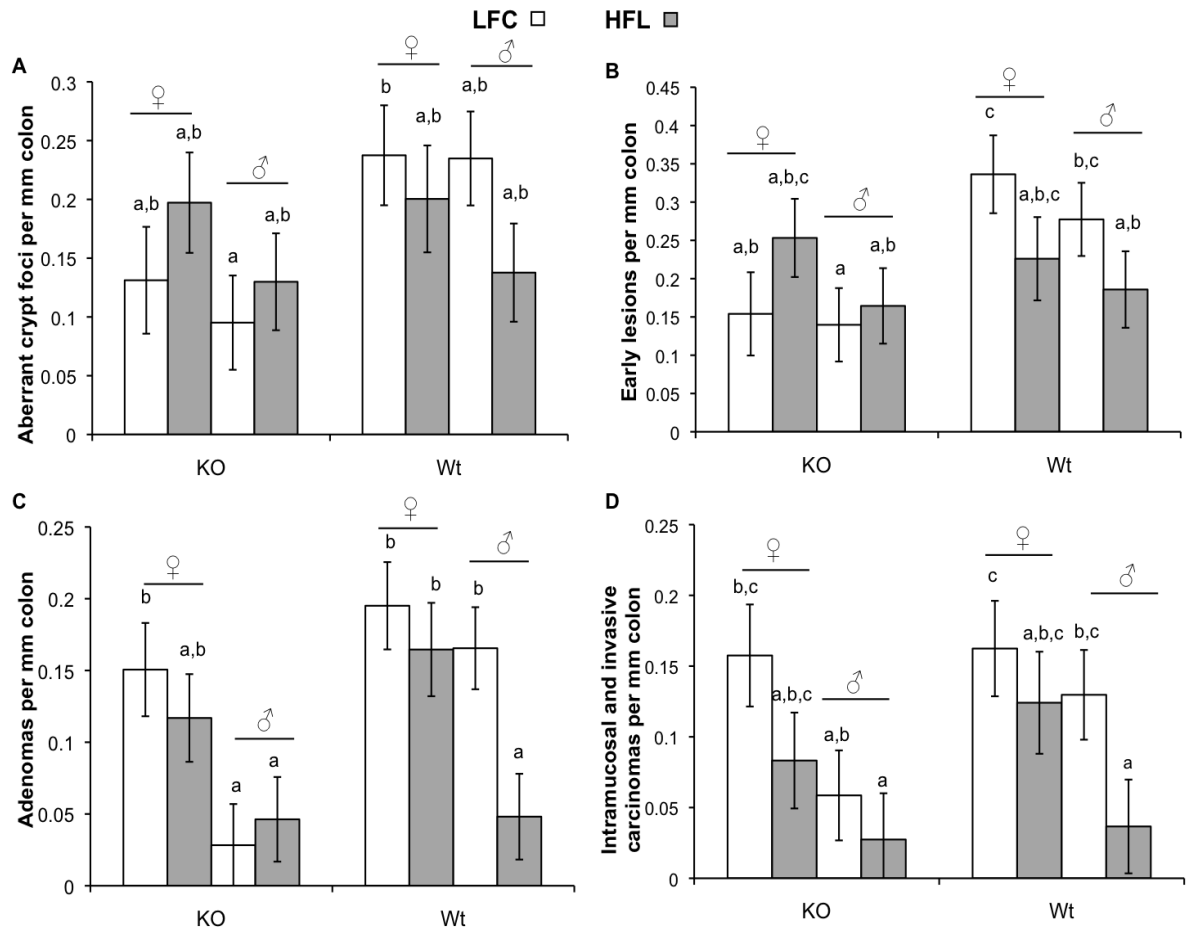 LFC HFL
A
♀ ♂ ♀ ♂
Aberrant crypt foci per mm colon
0.3
0.25
0.2
0.15
0.1
0.05
0
a,b a,b a a,b b a,b a,b a,b
KO Wt
B
♀ ♂ ♀ ♂
Early lesions per mm colon
0.45
0.4
0.35
0.3
0.25
0.2
0.15
0.1
0.05
0
a,b a,b,c a a,b c a,b,c b,c a,b
KO Wt
C
♀ ♂ ♀ ♂
Adenomas per mm colon
0.25
0.2
0.15
0.1
0.05
0
b a,b a a b b b a
KO Wt
D
♀ ♂ ♀ ♂
Intramucosal and invasive
carcinomas per mm colon
0.25
0.2
0.15
0.1
0.05
0
b,c a,b,c a,b a c a,b,c b,c a
KO Wt